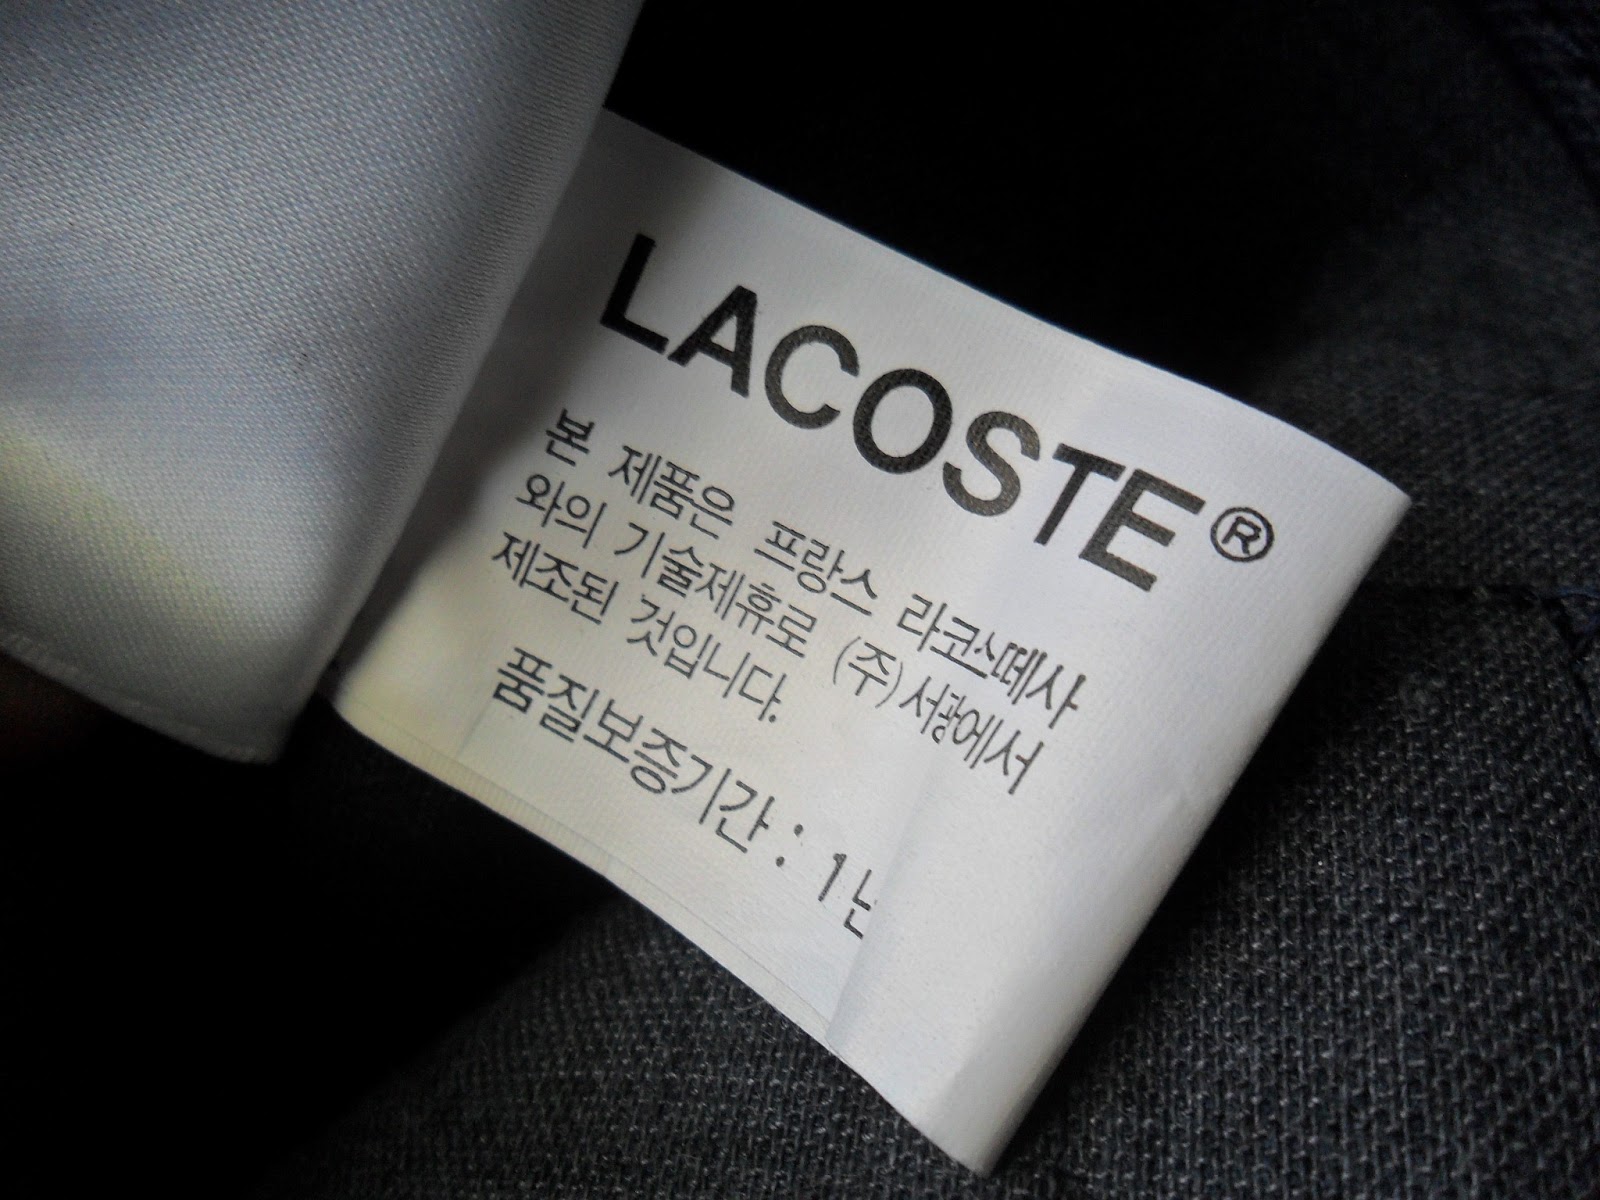 LACOSTE®
본 제품은 프랑스 라코스떼사
와의 기술제휴로 (주)서광에서
제조된 것입니다.
품질보증기간 : 1년